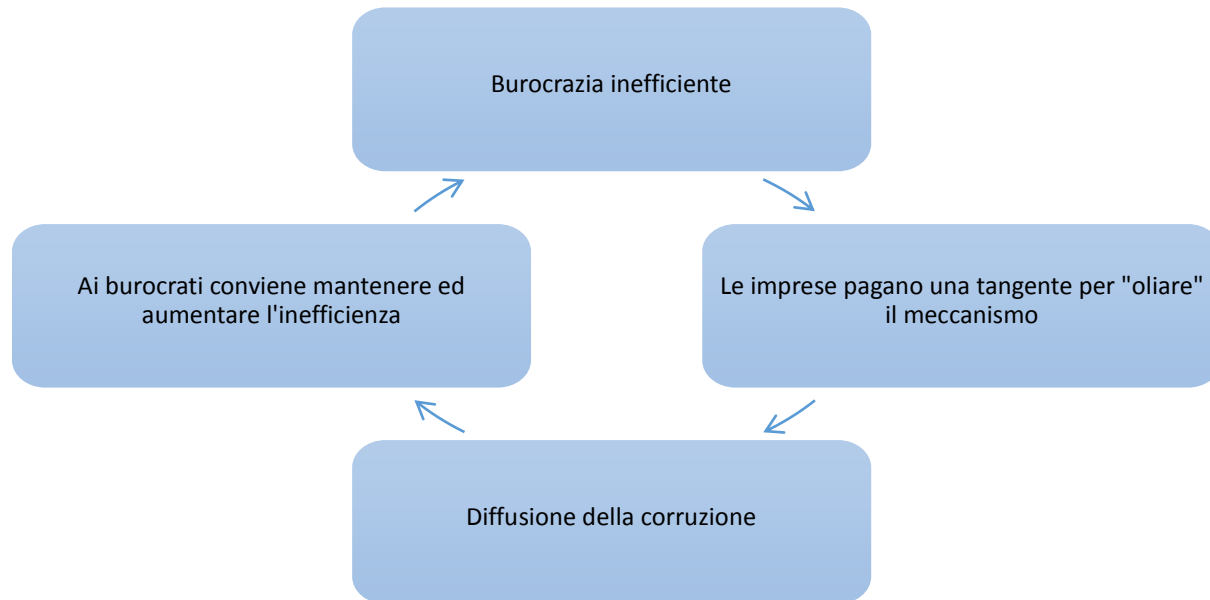 Burocrazia inefficiente
Le imprese pagano una tangente per "oliare"
il meccanismo
Diffusione della corruzione
Ai burocrati conviene mantenere ed
aumentare l'inefficienza